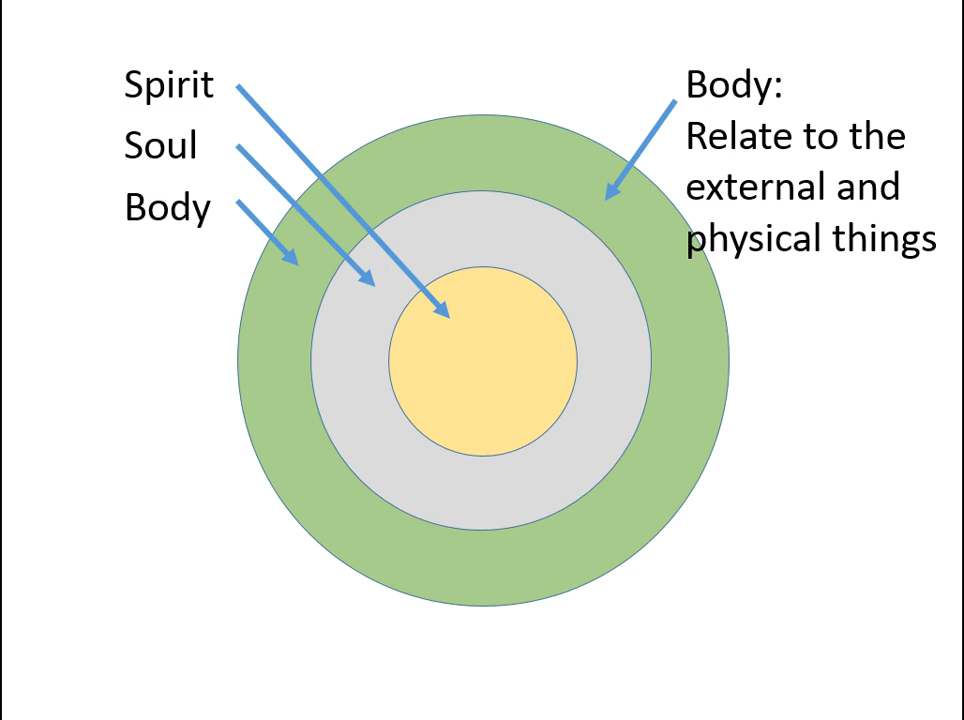 Spirit
Soul
Body
Body:
Relate to the
external and
physical things